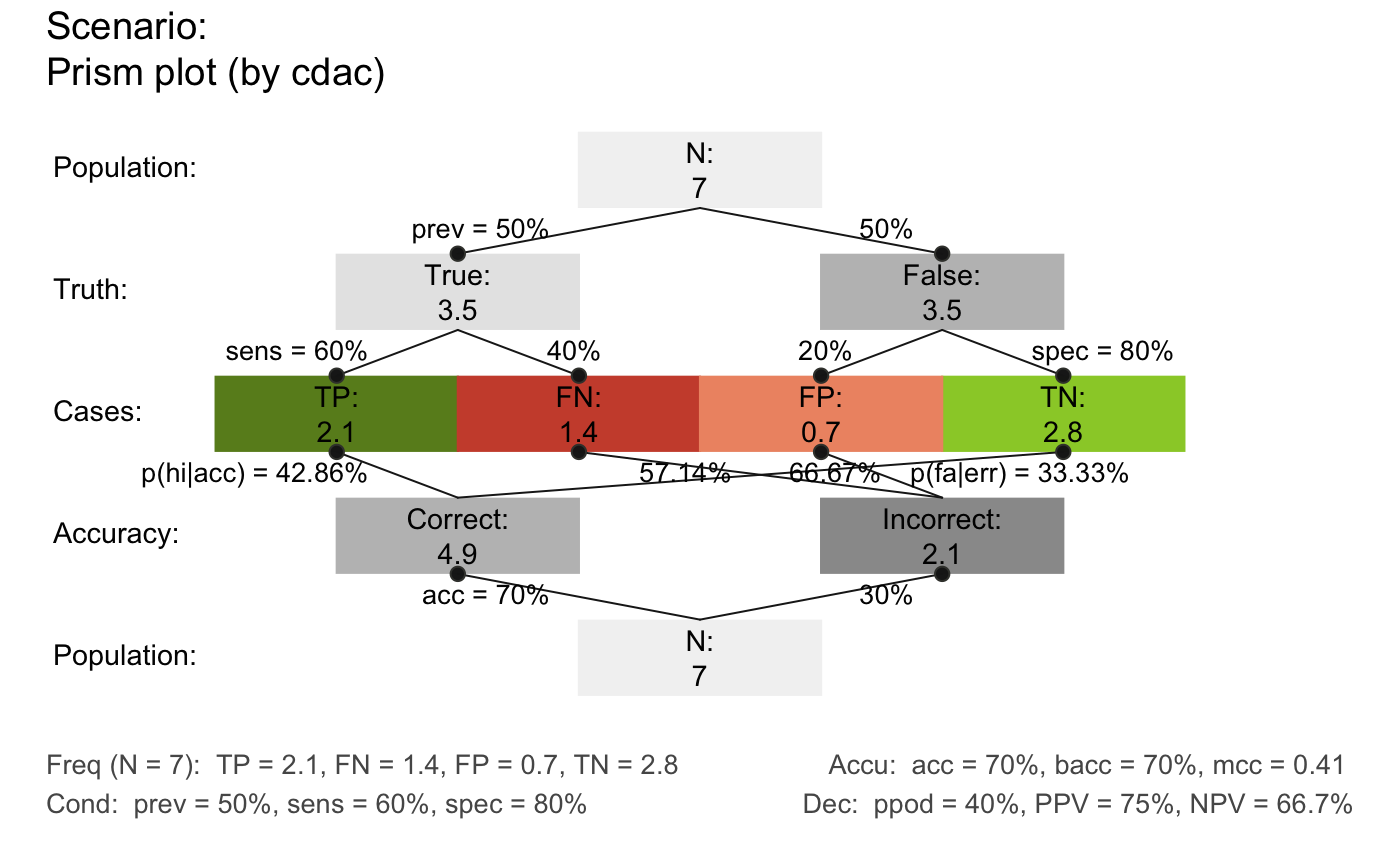 Scenario:
Prism plot (by cdac)
Population:
N:
7
prev = 50%
50%
Truth:
True:
3.5
False:
3.5
sens = 60%
40%
20%
spec = 80%
Cases:
TP:
2.1
FN:
1.4
FP:
0.7
TN:
2.8
p(hi|acc) = 42.86%
57.14%
66.67%
p(fa|err) = 33.33%
Accuracy:
Correct:
4.9
Incorrect:
2.1
acc = 70%
30%
Population:
N:
7
Freq (N = 7):  TP = 2.1, FN = 1.4, FP = 0.7, TN = 2.8
Cond:  prev = 50%, sens = 60%, spec = 80%
Accu:  acc = 70%, bacc = 70%, mcc = 0.41
Dec:  ppod = 40%, PPV = 75%, NPV = 66.7%